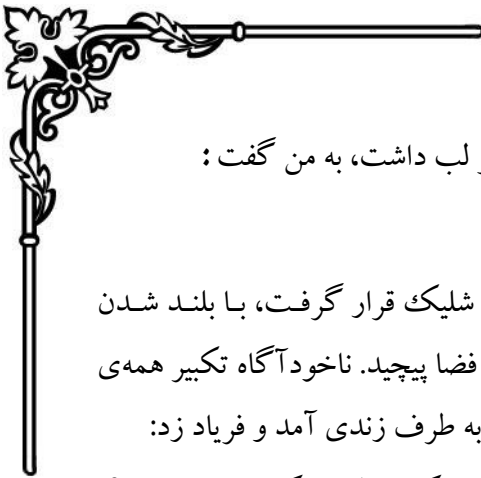 لب داشت، به من گفت :
شلیك قرار گرفت، با بلند شدن
فضا پیچید. ناخودآگاه تکبیر همه‌ی
به طرف زندی آمد و فریاد زد: